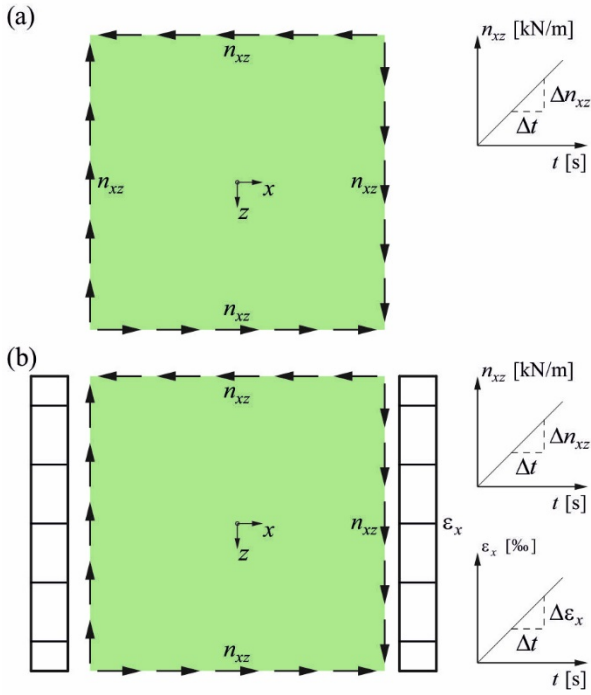 (a)
n_xz
n_xz
n_xz
x
z
n_xz
n_xz [kN/m]
Δn_xz
Δt
t [s]
(b)
n_xz
x
z
n_xz
n_xz
ε_x
n_xz [kN/m]
Δn_xz
Δt
t [s]
ε_x [‰]
Δε_x
Δt
t [s]